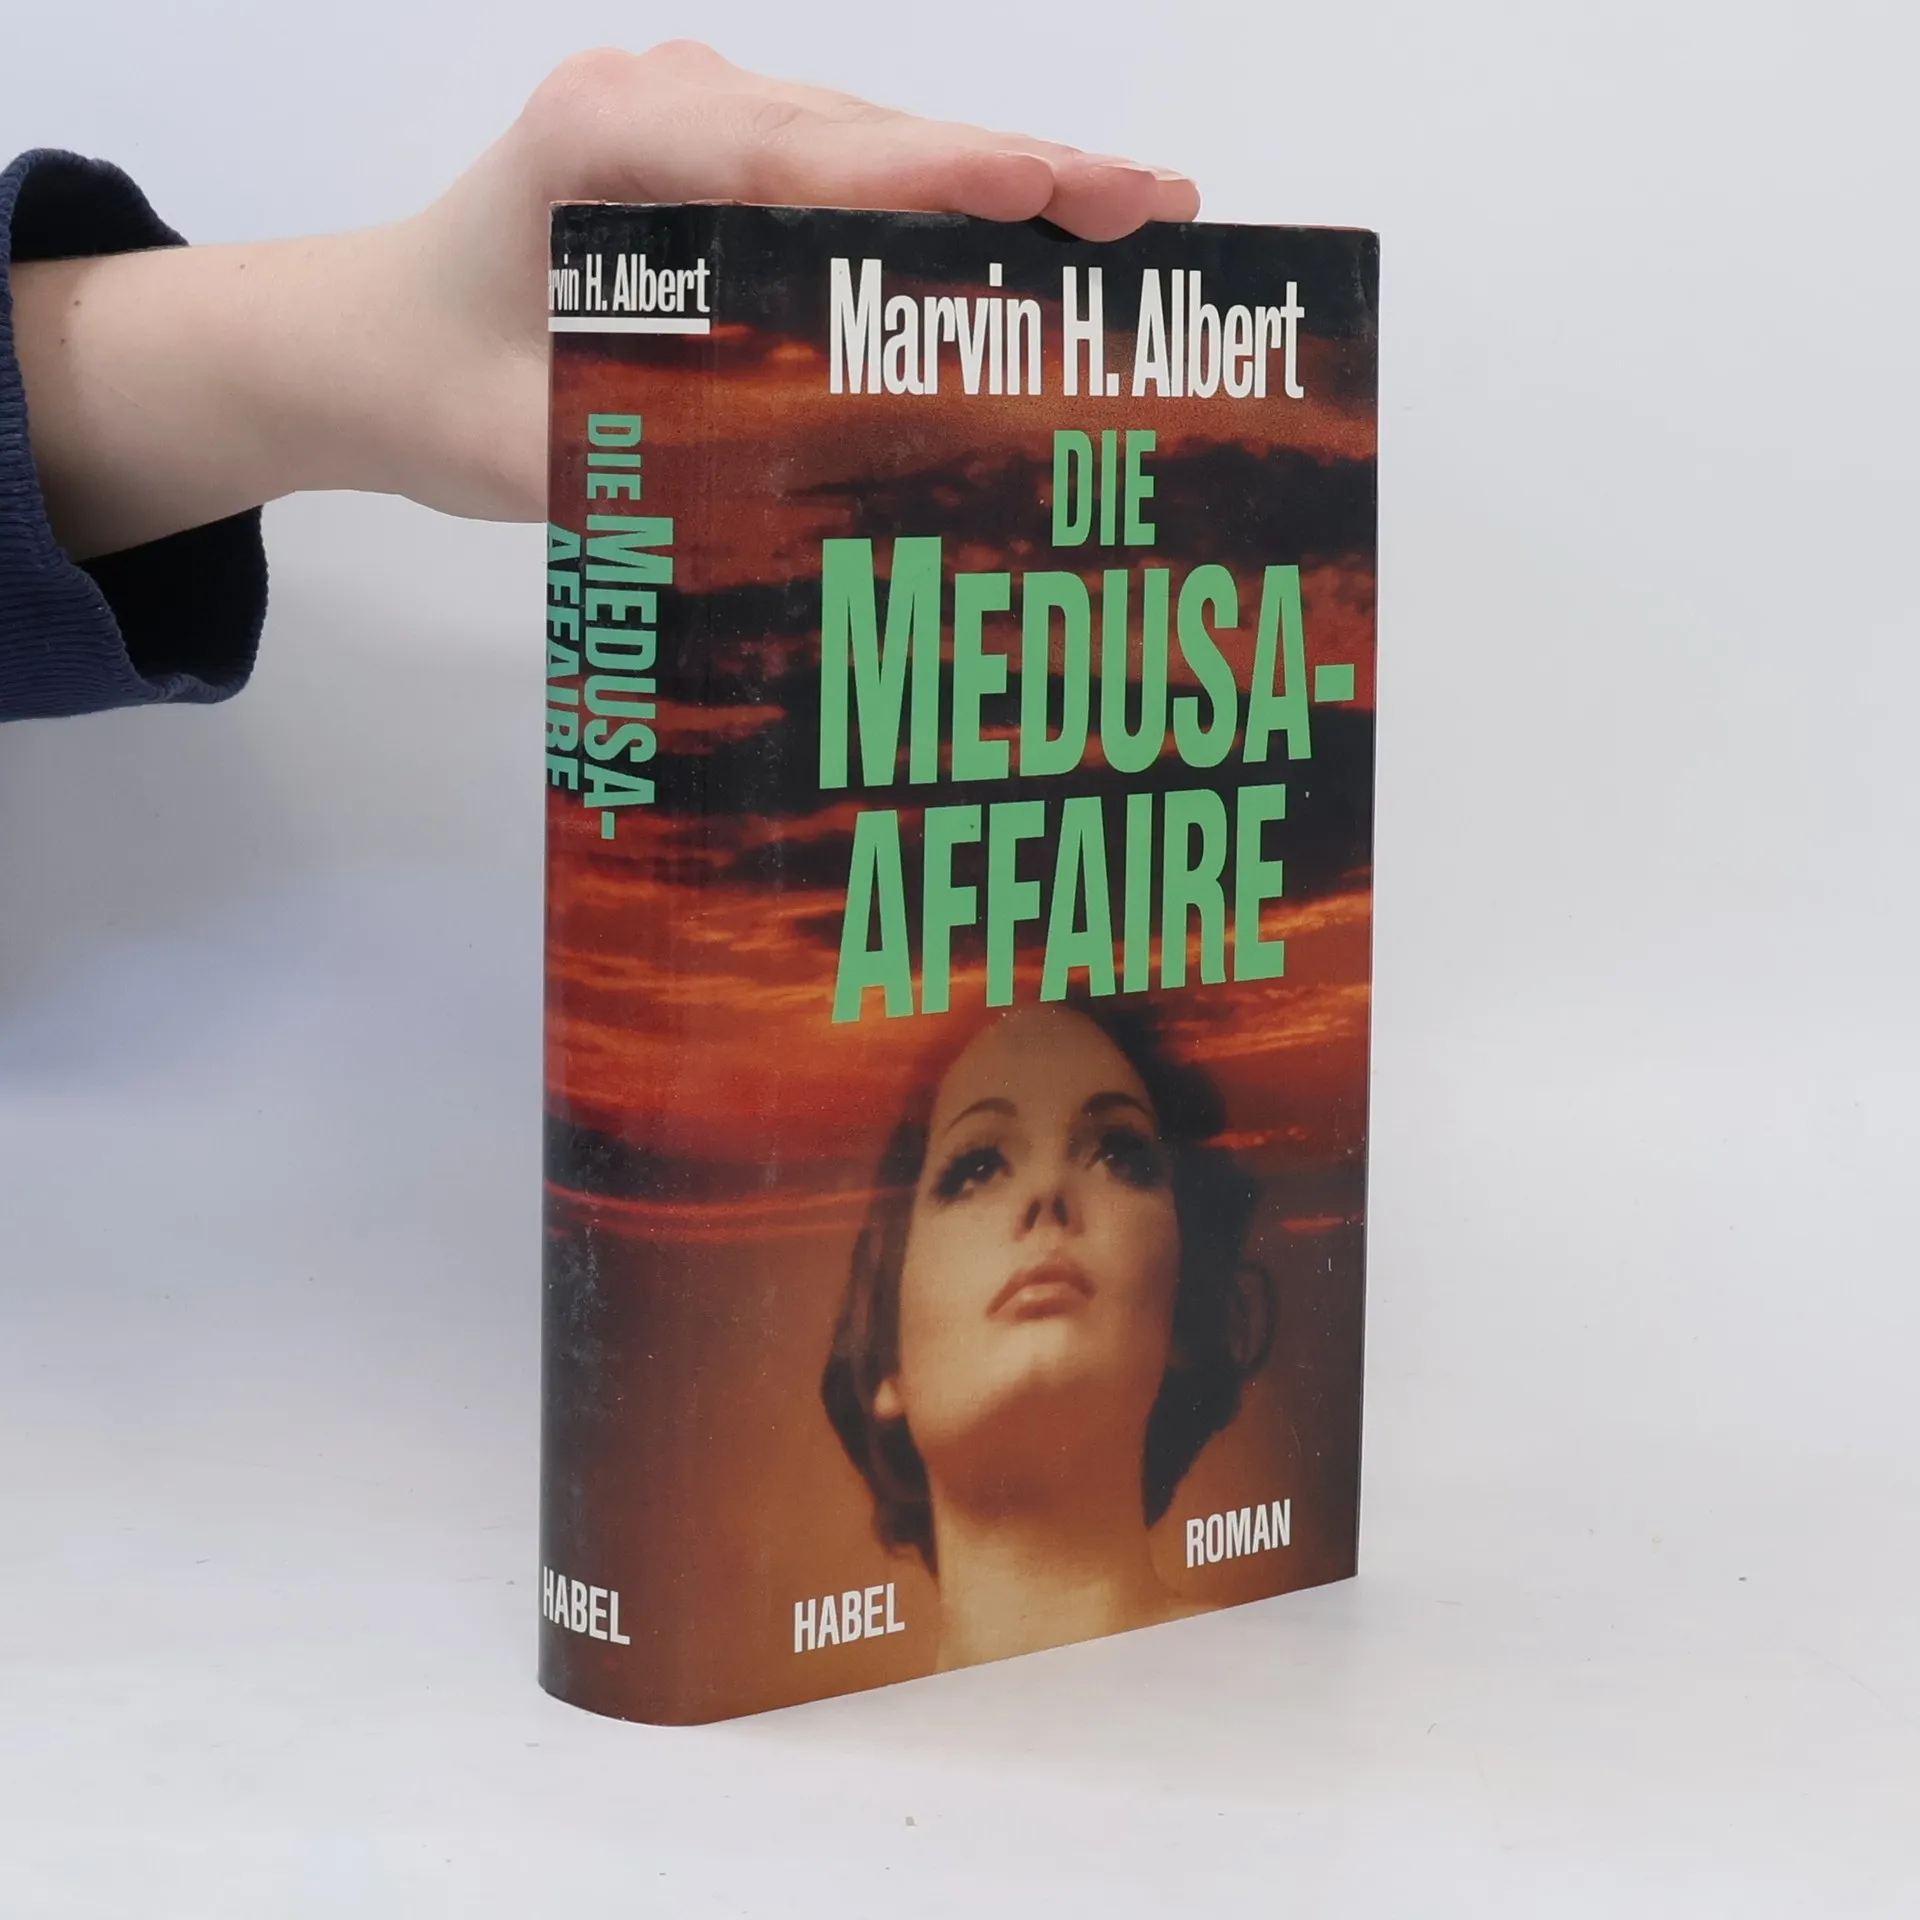 Marvin H. Albert
DIE
MEDUSA-
AFFAIRE
ROMAN
HABEL
rvin H. Albert
DIE MEDUSA-
AFFAIRE
HABEL